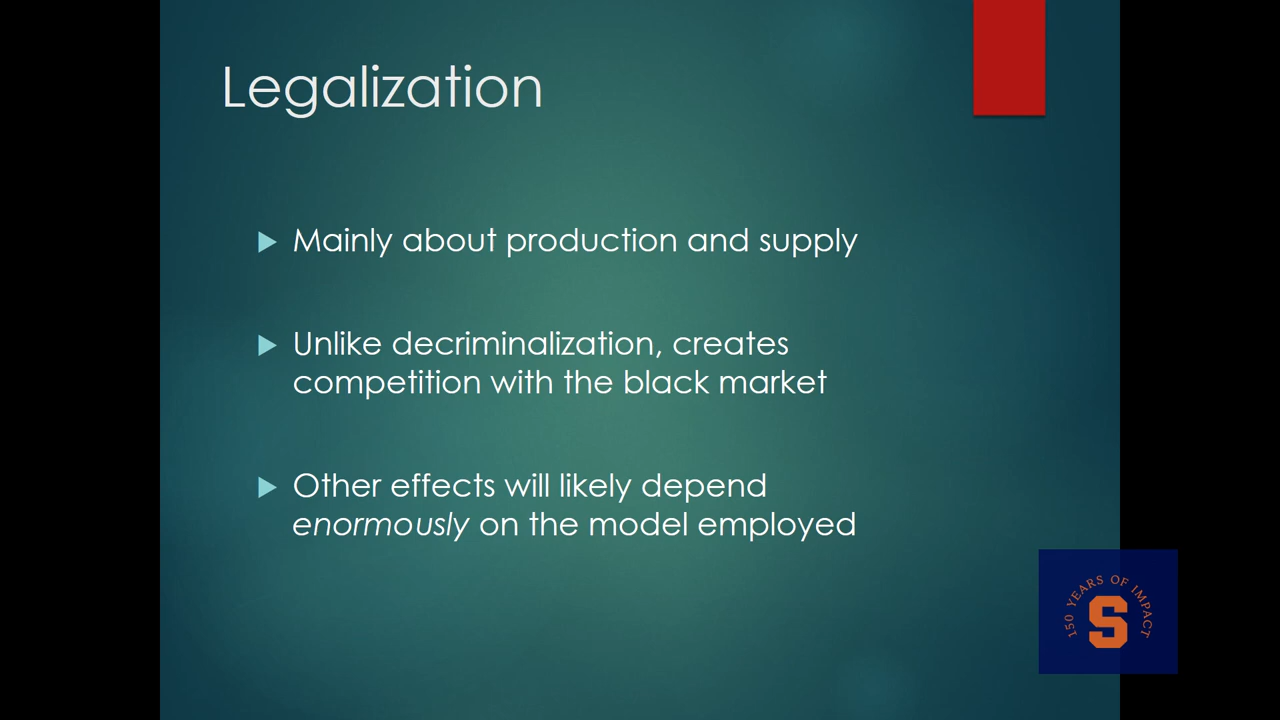 Legalization
Mainly about production and supply
Unlike decriminalization, creates
competition with the black market
Other effects will likely depend
enormously on the model employed
150 YEARS OF IMPACT
S